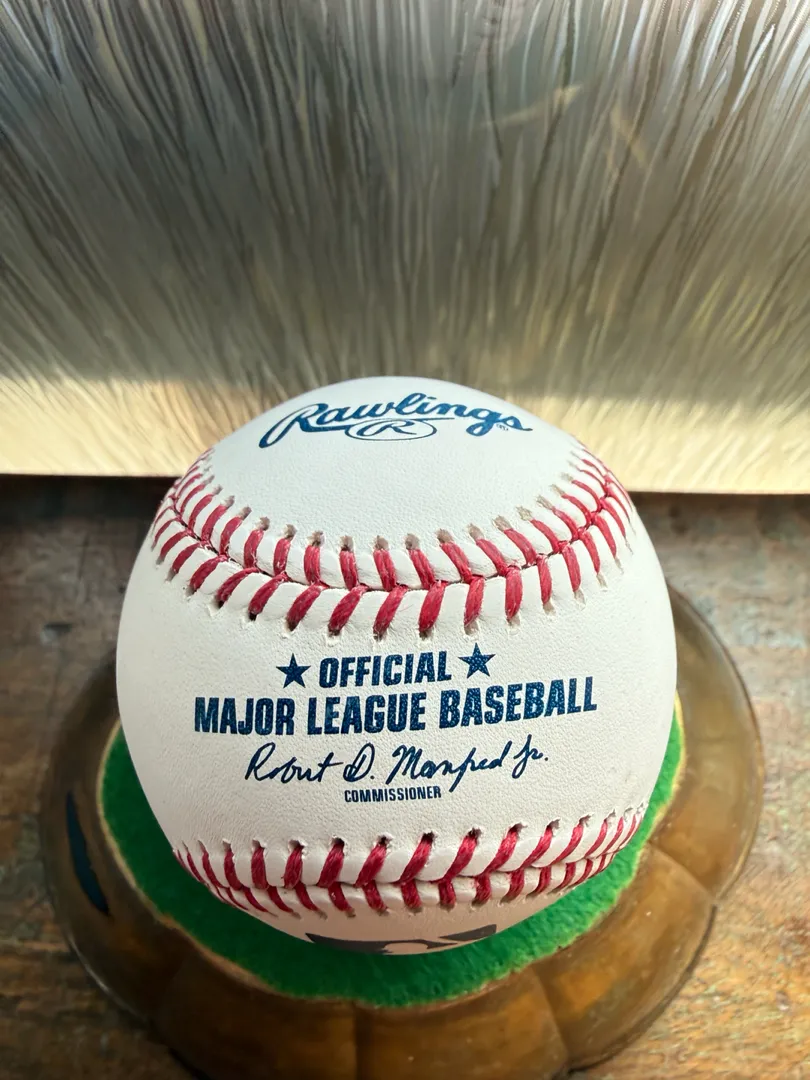 Rawlings®
R
★ OFFICIAL ★
MAJOR LEAGUE BASEBALL
Robert D. Manfred Jr.
COMMISSIONER